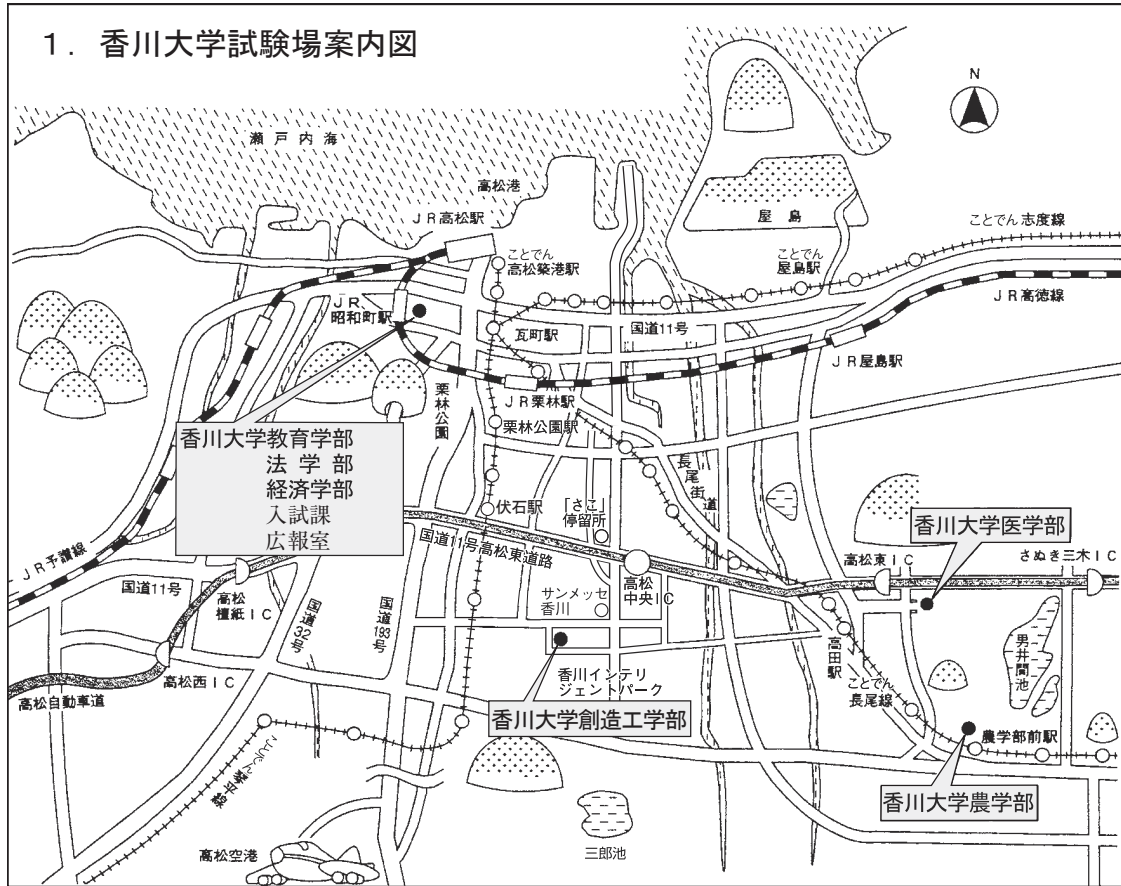 1．香川大学試験場案内図
N
瀬戸内海
高松港
JR高松駅
屋島
ことでん志度線
ことでん
高松築港駅
ことでん
屋島駅
JR高徳線
JR
昭和町駅
瓦町駅
国道11号
JR屋島駅
栗林公園
JR栗林駅
栗林公園駅
香川大学教育学部
法学部
経済学部
入試課
広報室
長尾街道
伏石駅
「さこ」
停留所
香川大学医学部
国道11号高松東道路
高松東IC
さぬき三木IC
JR予讃線
国道11号
高松
檀紙IC
国道32号
国道193号
サンメッセ
香川
高松
中央IC
高田駅
男井間池
高松西IC
高松自動車道
香川インテリ
ジェントパーク
ことでん
長尾線
香川大学創造工学部
農学部前駅
ことでん琴平線
香川大学農学部
高松空港
三郎池